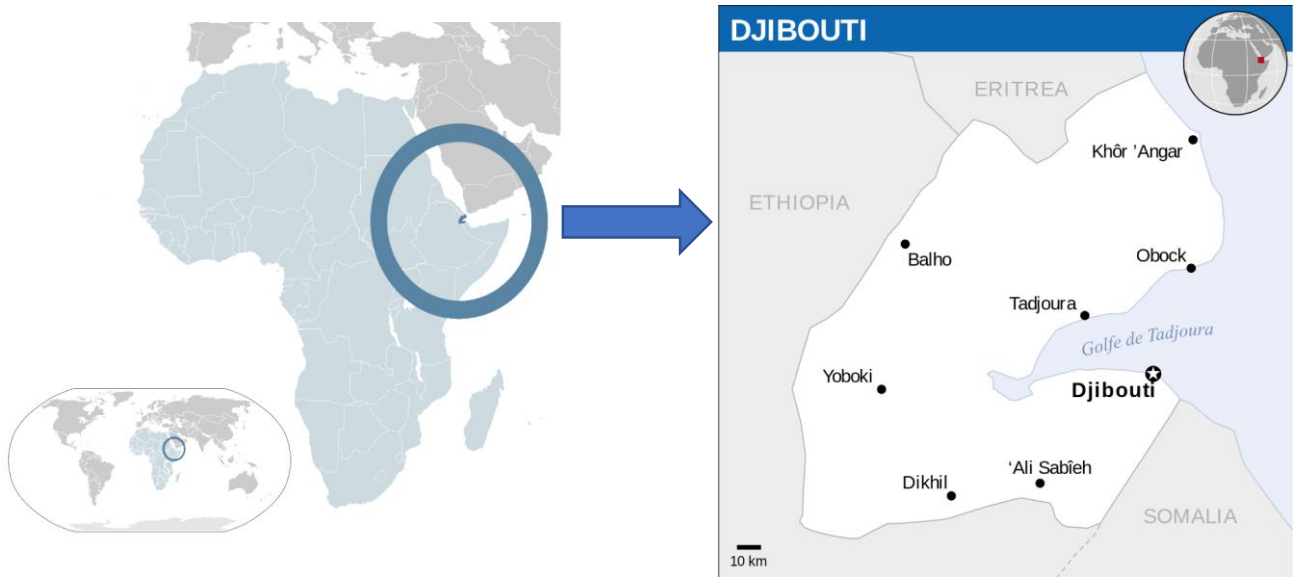 DJIBOUTI
ERITREA
Khôr ’Angar
ETHIOPIA
Balho
Obock
Tadjoura
Golfe de Tadjoura
Yoboki
Djibouti
‘Ali Sabîeh
Dikhil
SOMALIA
10 km